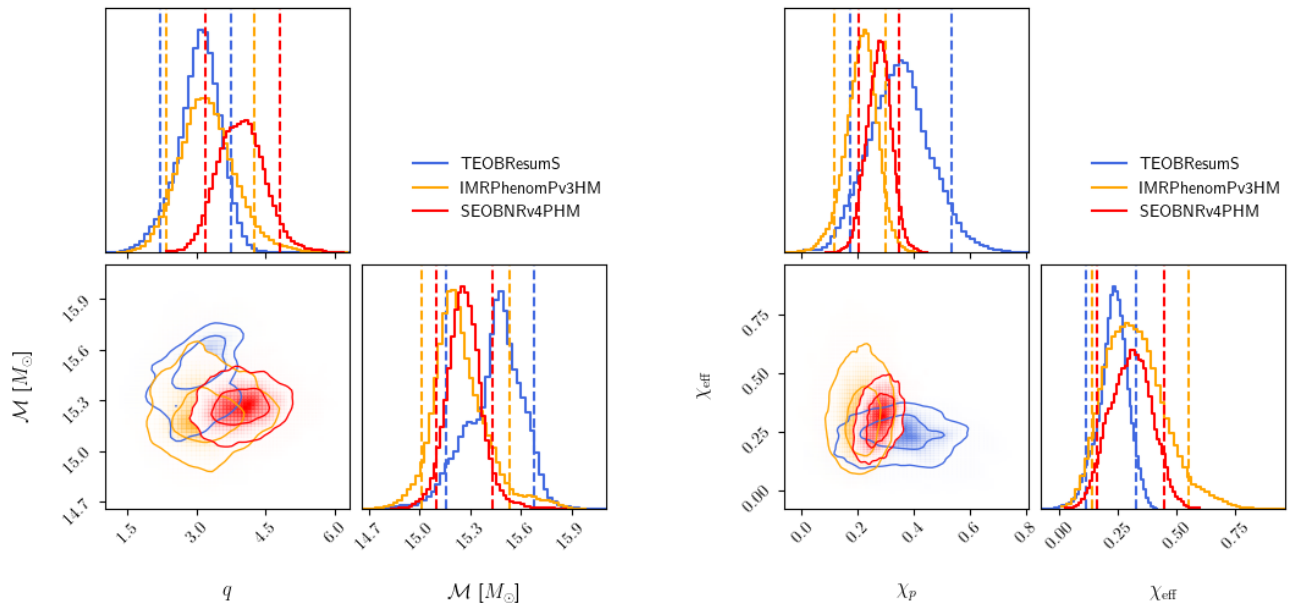 TEOBResumS
IMRPhenomPv3HM
SEOBNRv4PHM
TEOBResumS
IMRPhenomPv3HM
SEOBNRv4PHM
15.9
15.6
15.3
15.0
14.7
ℳ [M⊙]
1.5
3.0
4.5
6.0
q
14.7
15.0
15.3
15.6
15.9
ℳ [M⊙]
0.75
0.50
0.25
0.00
χeff
0.0
0.2
0.4
0.6
0.8
χp
0.00
0.25
0.50
0.75
χeff